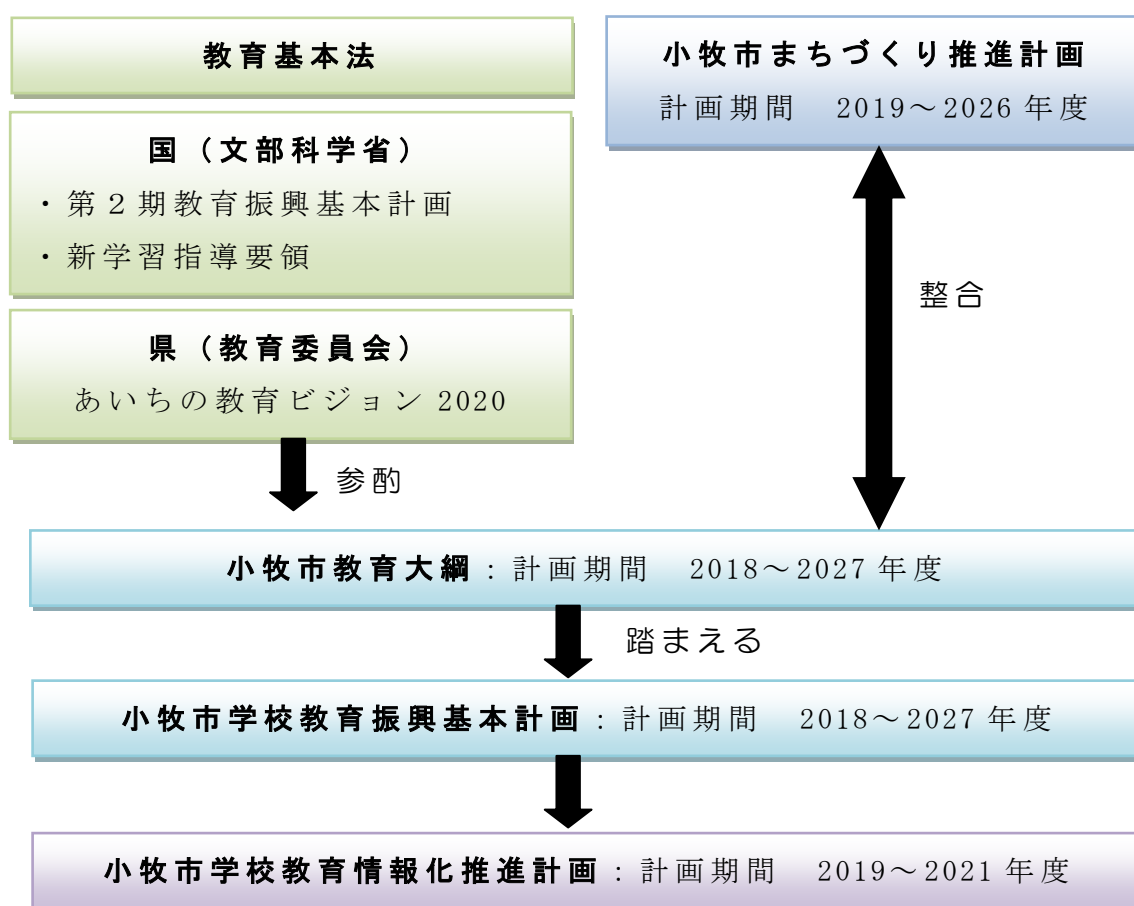 教育基本法
国（文部科学省）
・第２期教育振興基本計画
・新学習指導要領
県（教育委員会）
あいちの教育ビジョン 2020
参酌
小牧市まちづくり推進計画
計画期間　2019～2026 年度
整合
小牧市教育大綱：計画期間　2018～2027 年度
踏まえる
小牧市学校教育振興基本計画：計画期間　2018～2027 年度
小牧市学校教育情報化推進計画：計画期間　2019～2021 年度